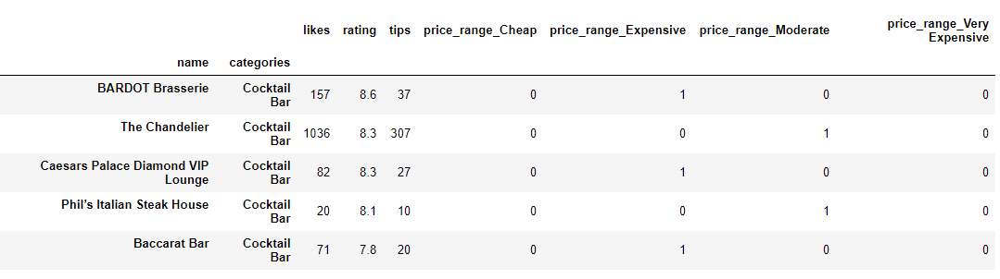 likes rating tips price_range_Cheap price_range_Expensive price_range_Moderate price_range_Very Expensive
name categories
BARDOT Brasserie Cocktail Bar 157 8.6 37 0 1 0 0
The Chandelier Cocktail Bar 1036 8.3 307 0 0 1 0
Caesars Palace Diamond VIP Lounge Cocktail Bar 82 8.3 27 0 1 0 0
Phil’s Italian Steak House Cocktail Bar 20 8.1 10 0 0 1 0
Baccarat Bar Cocktail Bar 71 7.8 20 0 1 0 0